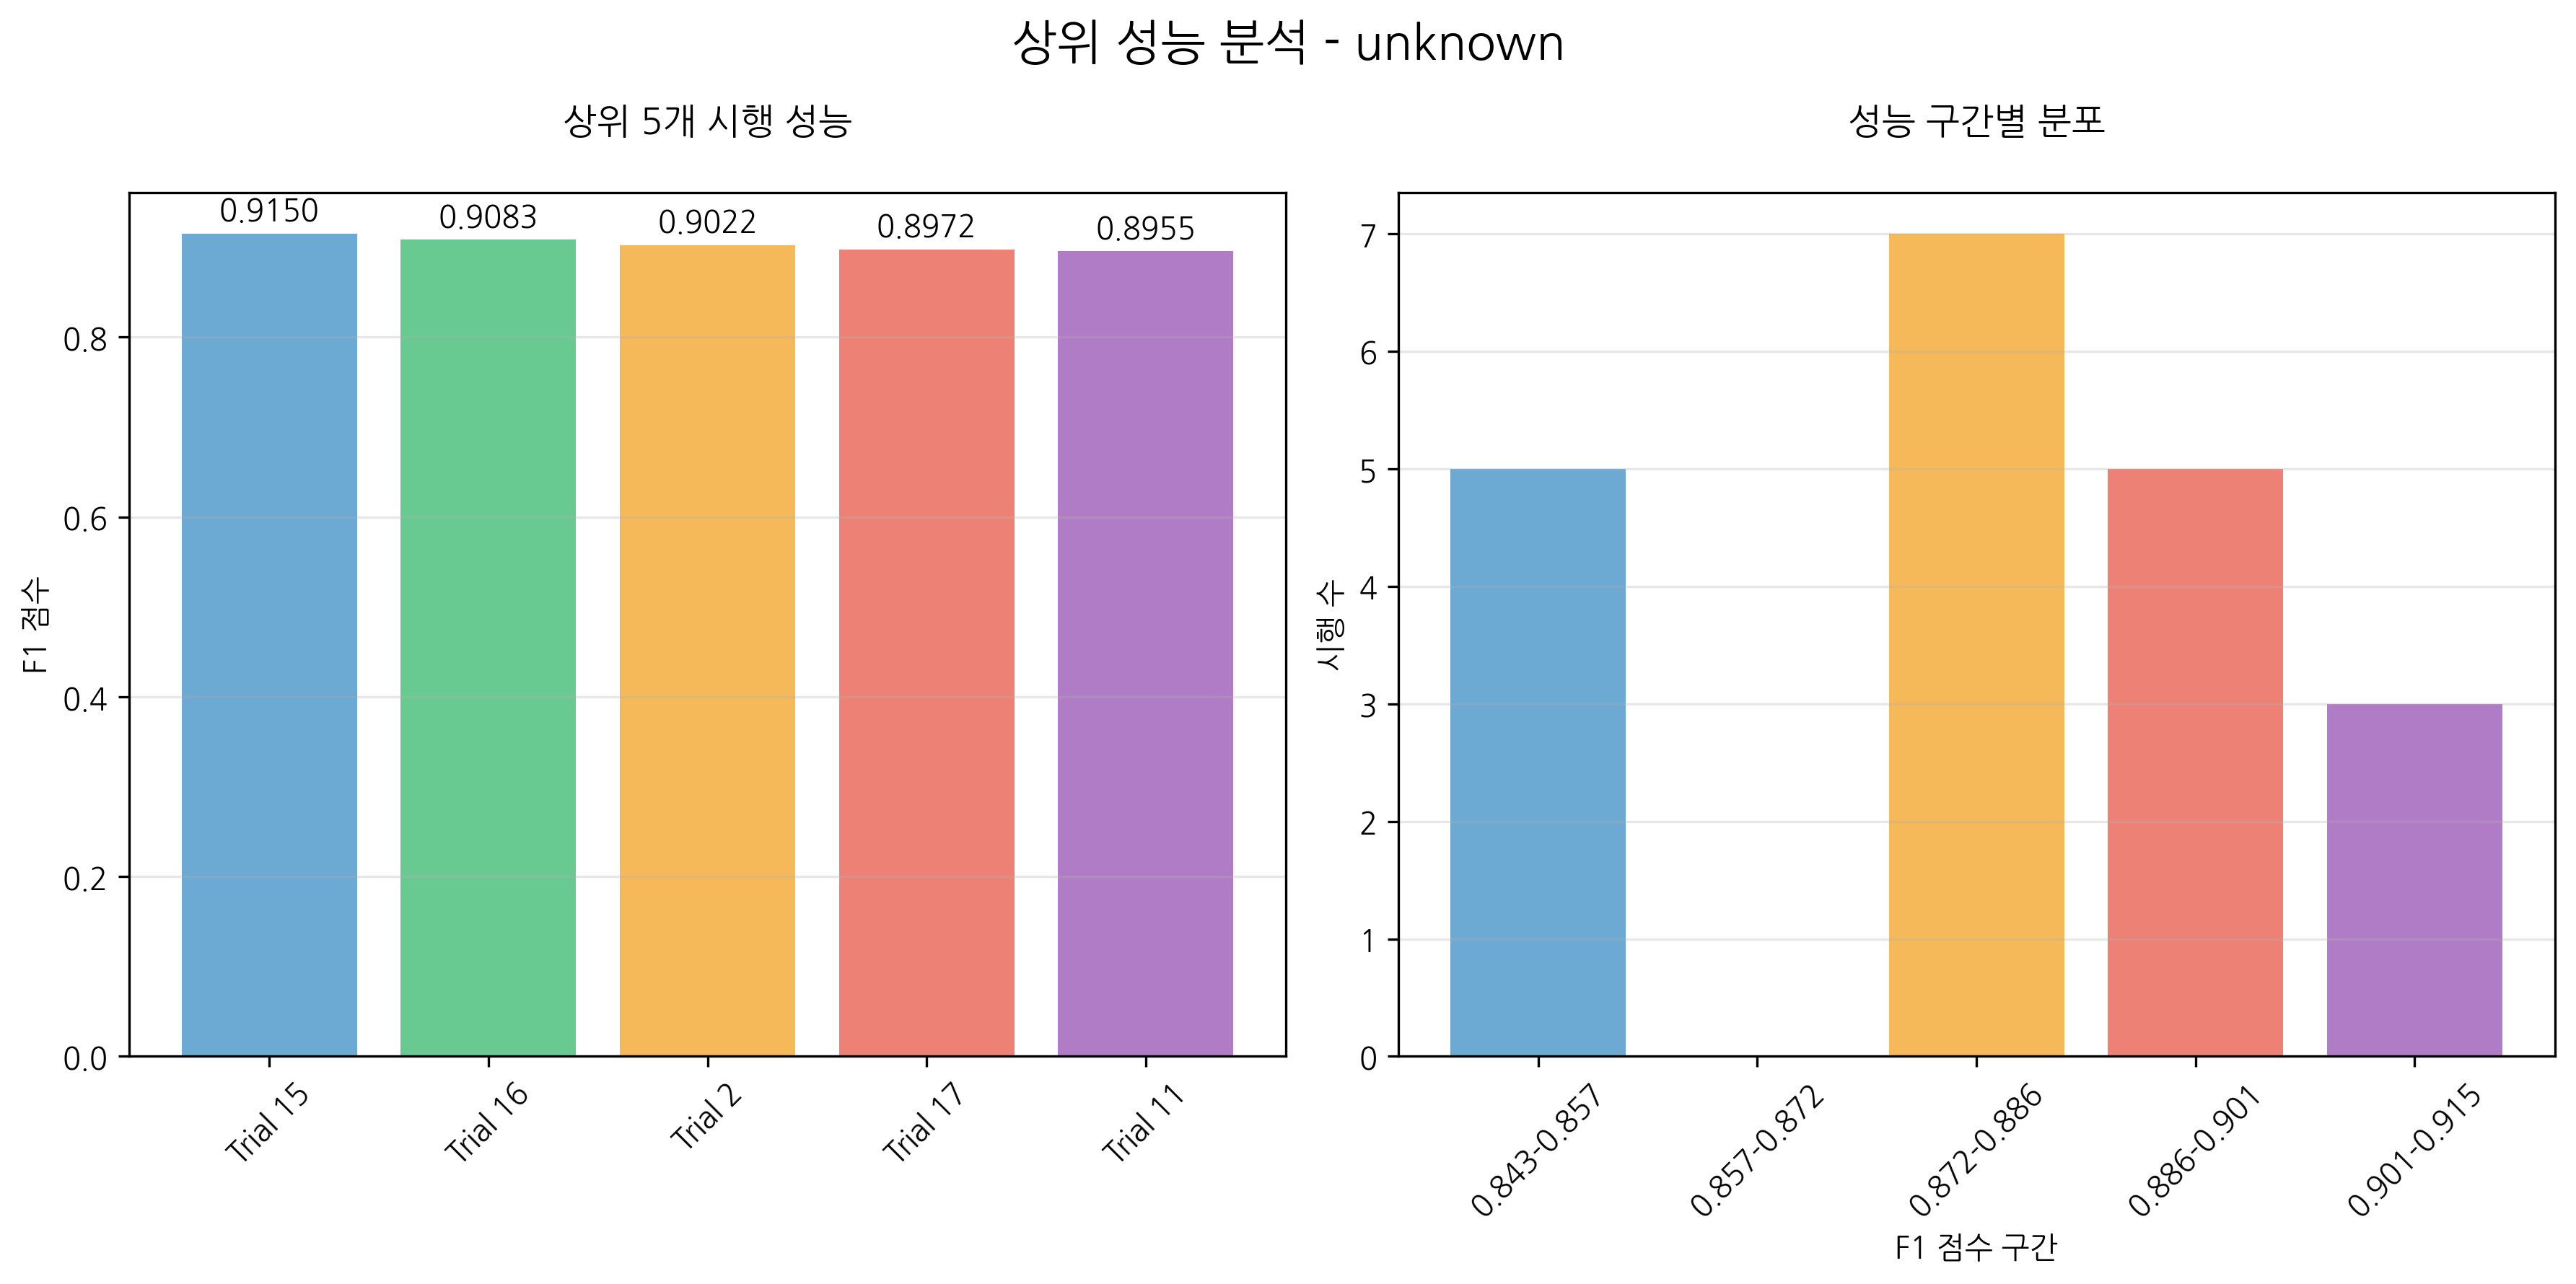 상위 성능 분석 - unknown
상위 5개 시행 성능
0.9150
0.9083
0.9022
0.8972
0.8955
0.8
0.6
0.4
0.2
0.0
F1 점수
Trial 15
Trial 16
Trial 2
Trial 17
Trial 11
성능 구간별 분포
7
6
5
4
3
2
1
0
시행 수
0.843-0.857
0.857-0.872
0.872-0.886
0.886-0.901
0.901-0.915
F1 점수 구간